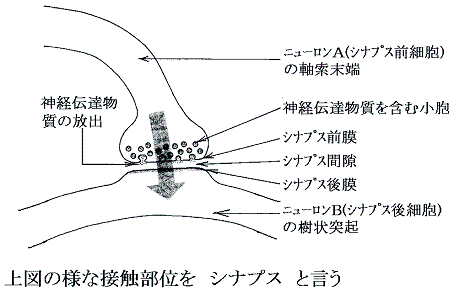 ニューロンA(シナプス前細胞)
の軸索末端
神経伝達物
質の放出
神経伝達物質を含む小胞
シナプス前膜
シナプス間隙
シナプス後膜
ニューロンB(シナプス後細胞)
の樹状突起
上図の様な接触部位を シナプス と言う